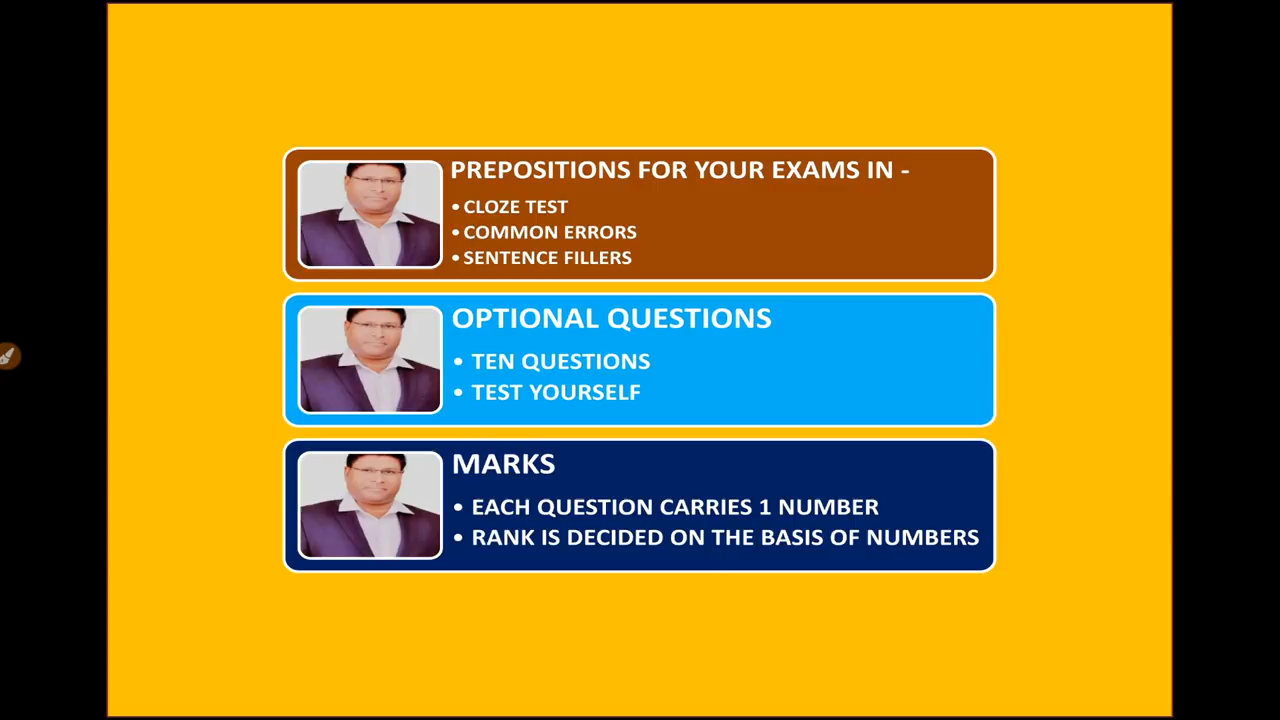 PREPOSITIONS FOR YOUR EXAMS IN -
• CLOZE TEST
• COMMON ERRORS
• SENTENCE FILLERS
OPTIONAL QUESTIONS
• TEN QUESTIONS
• TEST YOURSELF
MARKS
• EACH QUESTION CARRIES 1 NUMBER
• RANK IS DECIDED ON THE BASIS OF NUMBERS